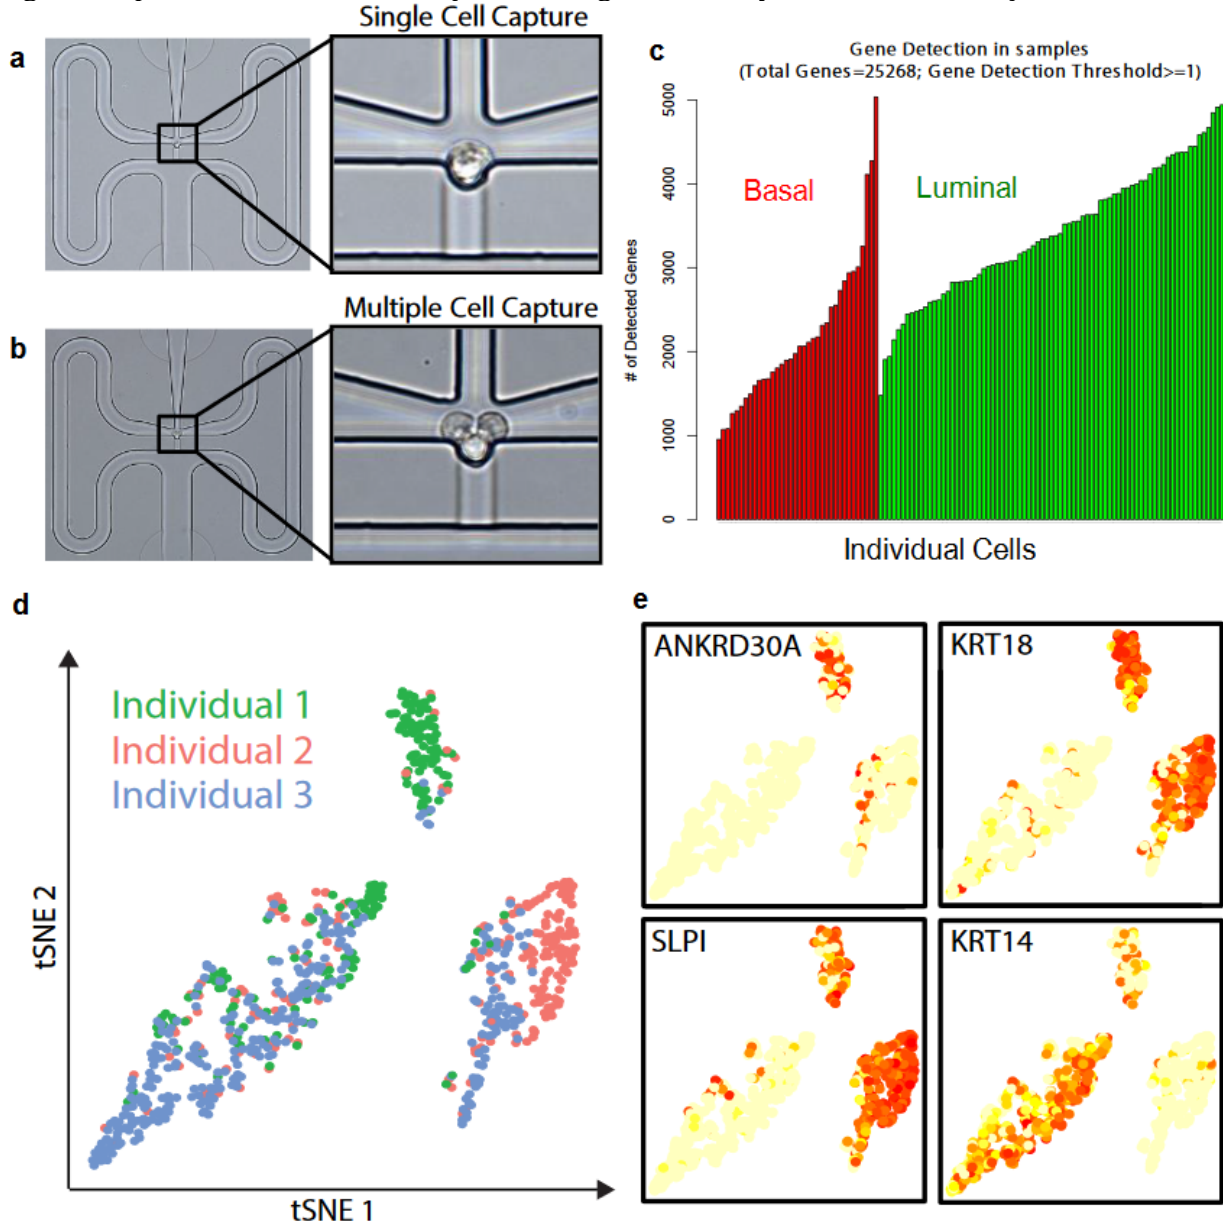 Single Cell Capture
a
Multiple Cell Capture
b
c
Gene Detection in samples
(Total Genes=25268; Gene Detection Threshold>=1)
# of Detected Genes
5000
4000
3000
2000
1000
0
Basal
Luminal
Individual Cells
d
Individual 1
Individual 2
Individual 3
tSNE 2
tSNE 1
e
ANKRD30A
KRT18
SLPI
KRT14